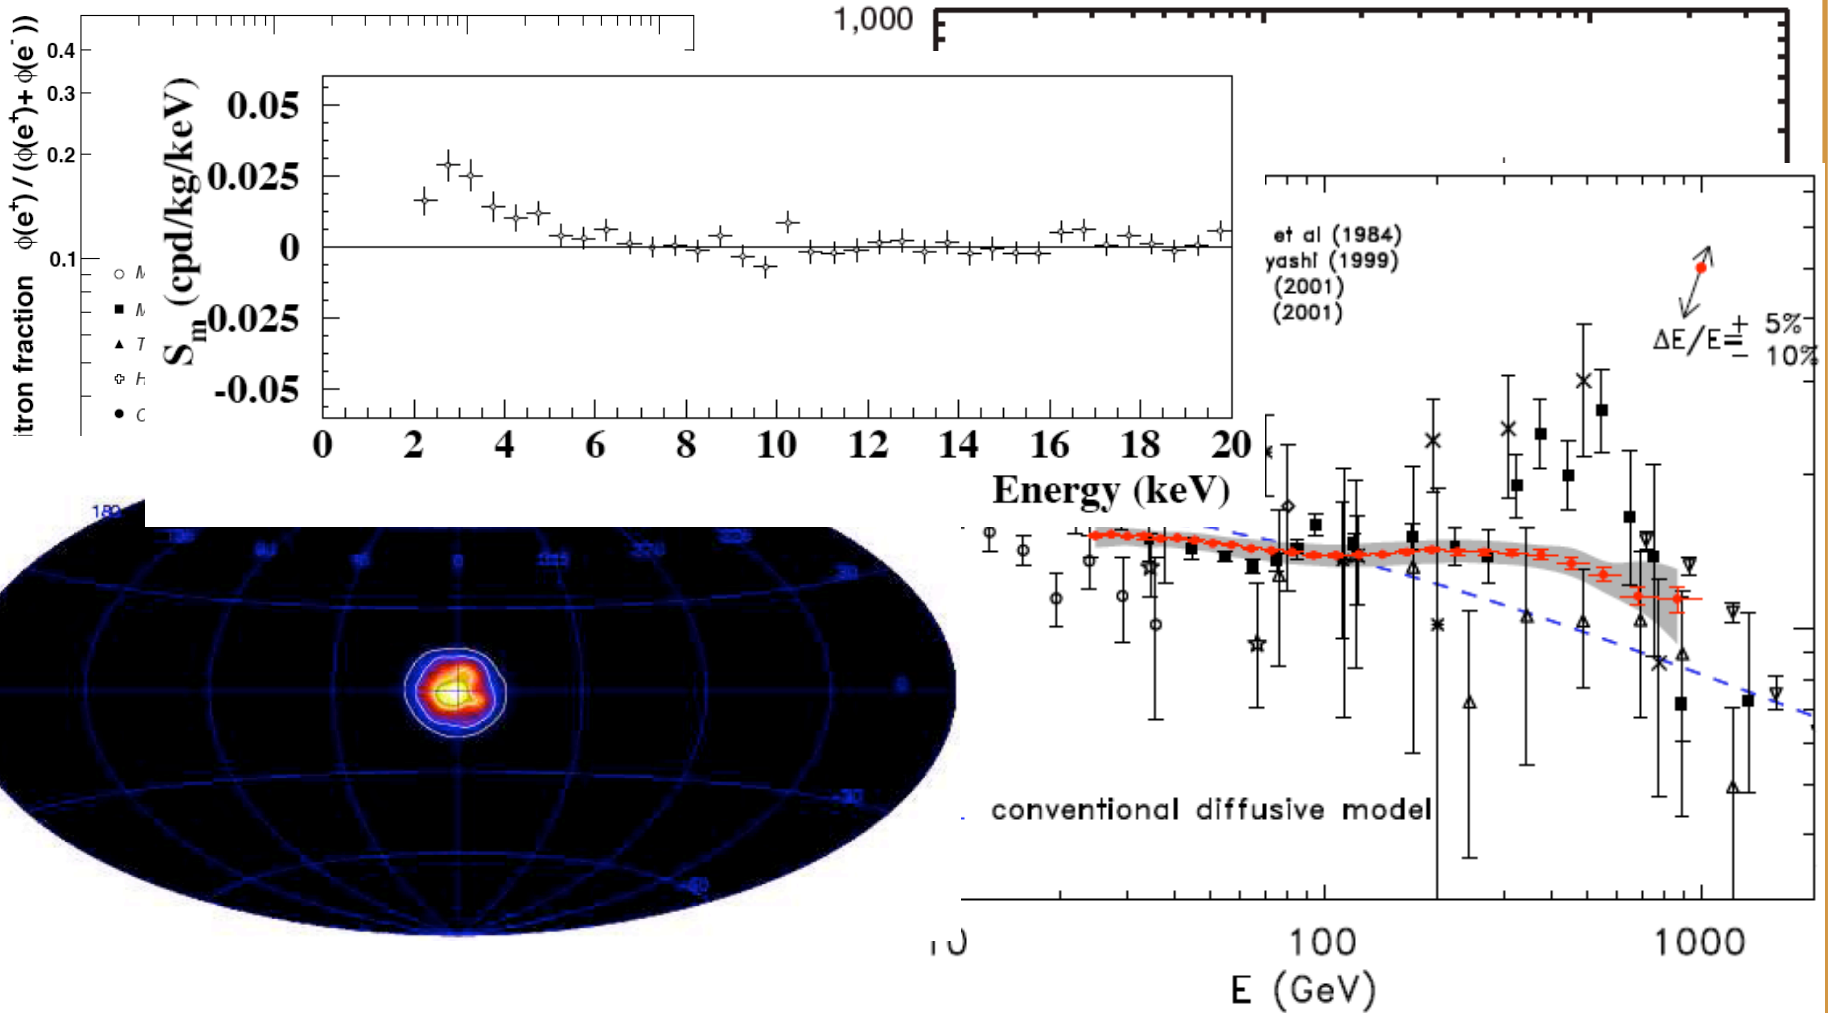 1,000
0.4
0.3
0.2
0.1
itron fraction ϕ(e⁺) / (ϕ(e⁺)+ ϕ(e⁻))
M
M
T
H
C
Sₘ (cpd/kg/keV)
0.05
0.025
0
-0.025
-0.05
0 2 4 6 8 10 12 14 16 18 20
Energy (keV)
et al (1984)
yashi (1999)
(2001)
(2001)
ΔE/E= + 5%
− 10%
conventional diffusive model
100 1000
E (GeV)
180
0
30
0
-30